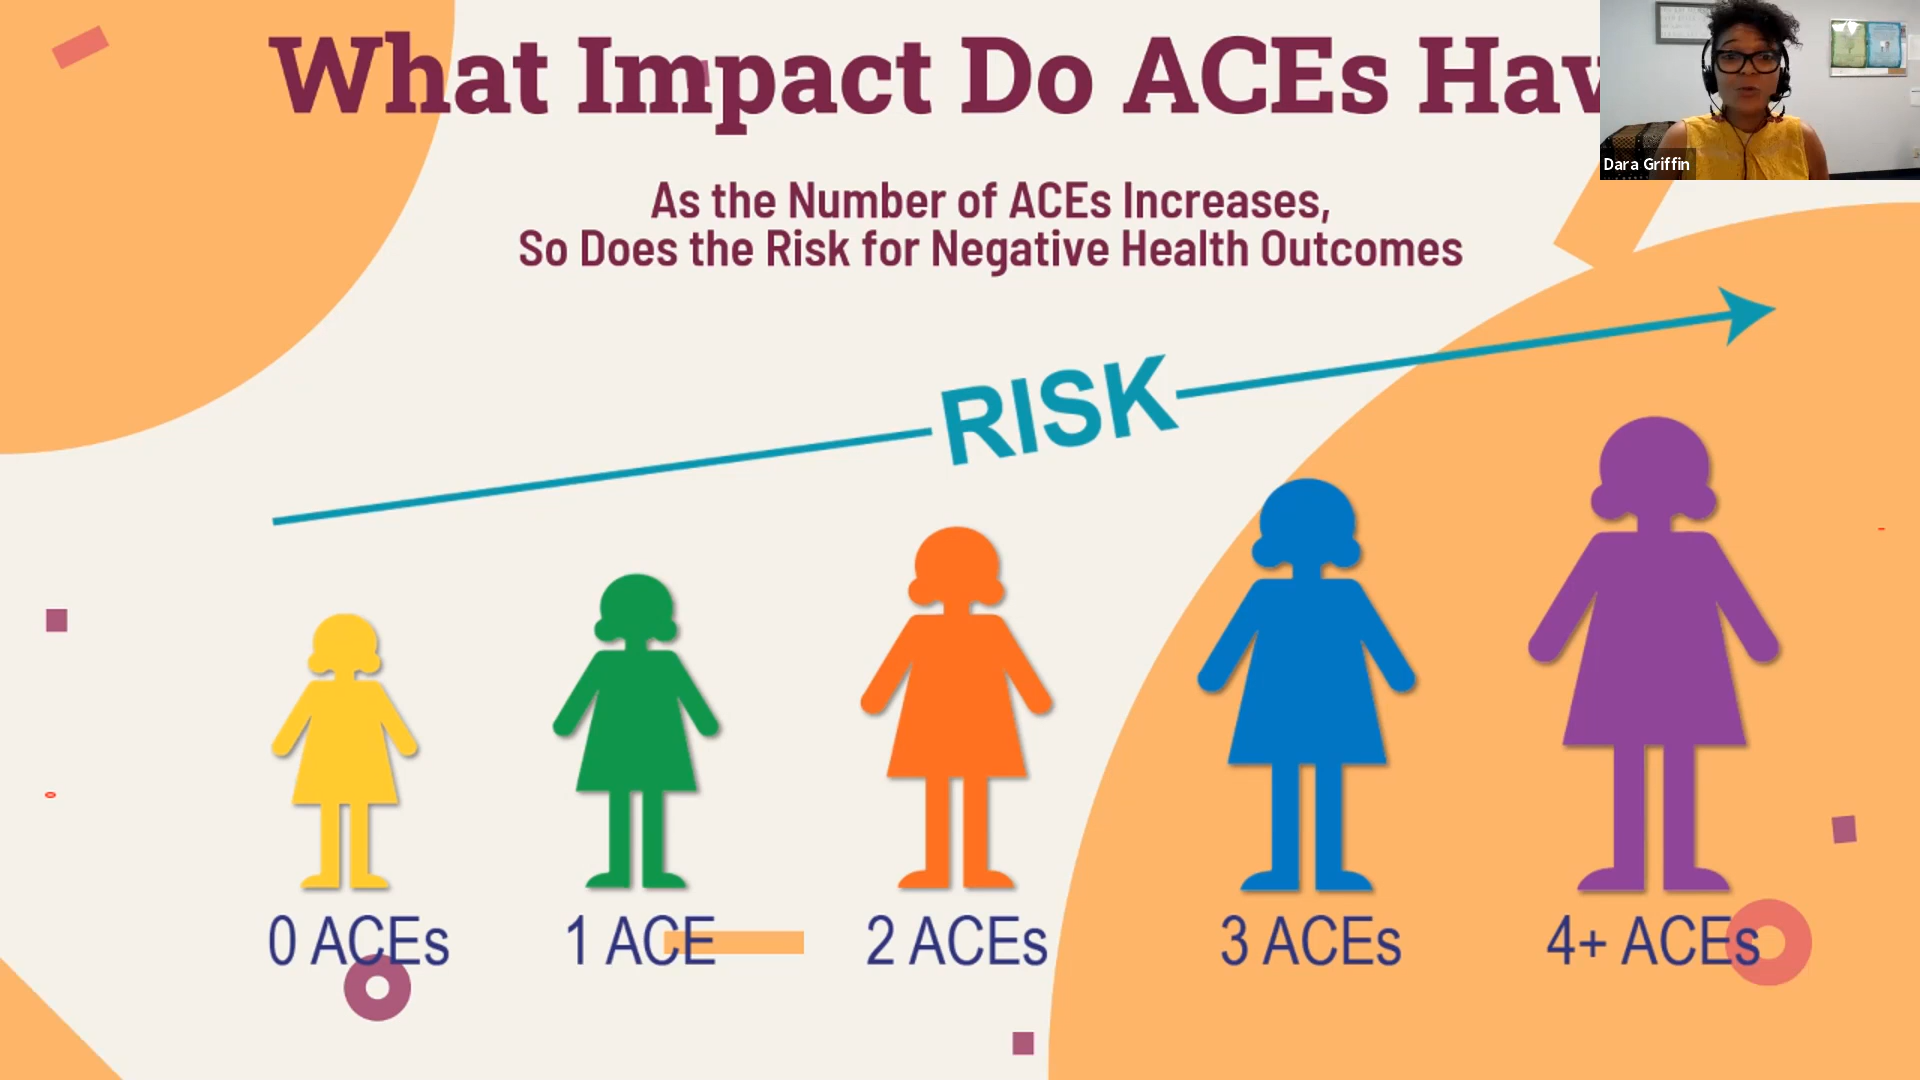 What Impact Do ACEs Hav
Dara Griffin
As the Number of ACEs Increases,
So Does the Risk for Negative Health Outcomes
RISK
0 ACEs
1 ACE
2 ACEs
3 ACEs
4+ ACEs